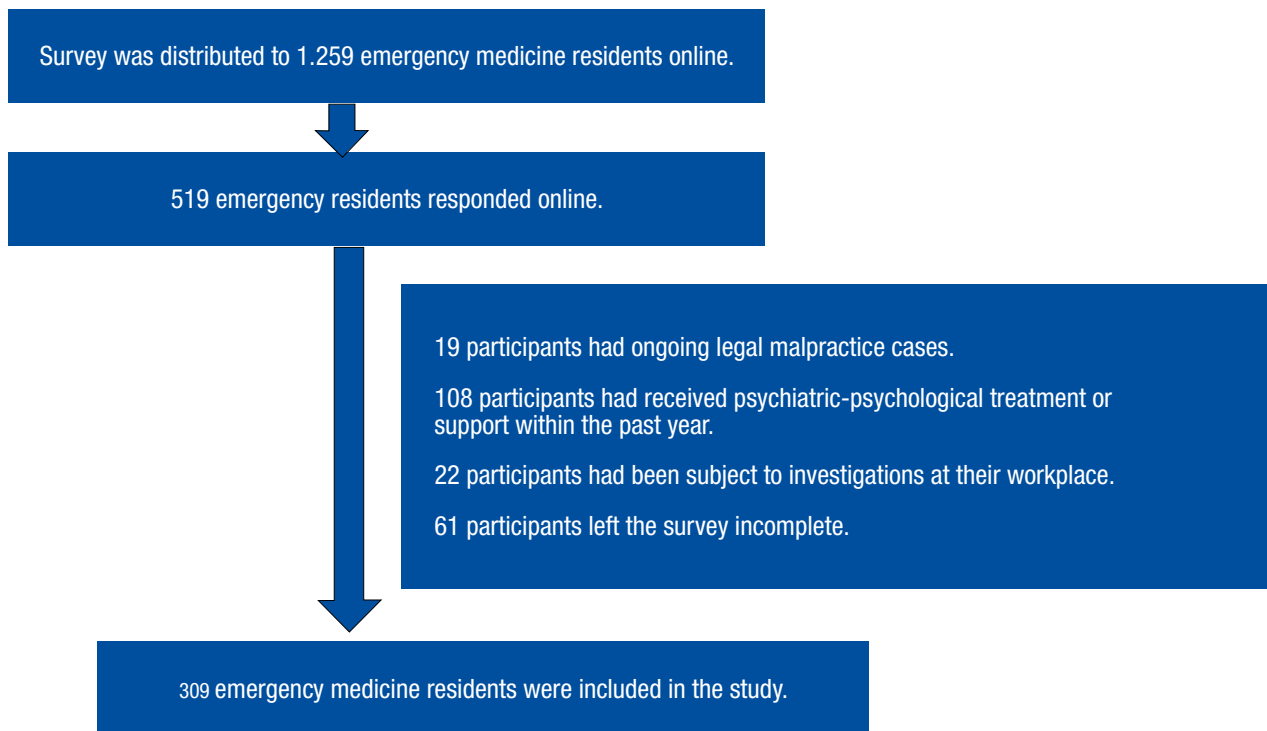 Survey was distributed to 1.259 emergency medicine residents online.
519 emergency residents responded online.
19 participants had ongoing legal malpractice cases.
108 participants had received psychiatric-psychological treatment or
support within the past year.
22 participants had been subject to investigations at their workplace.
61 participants left the survey incomplete.
309 emergency medicine residents were included in the study.